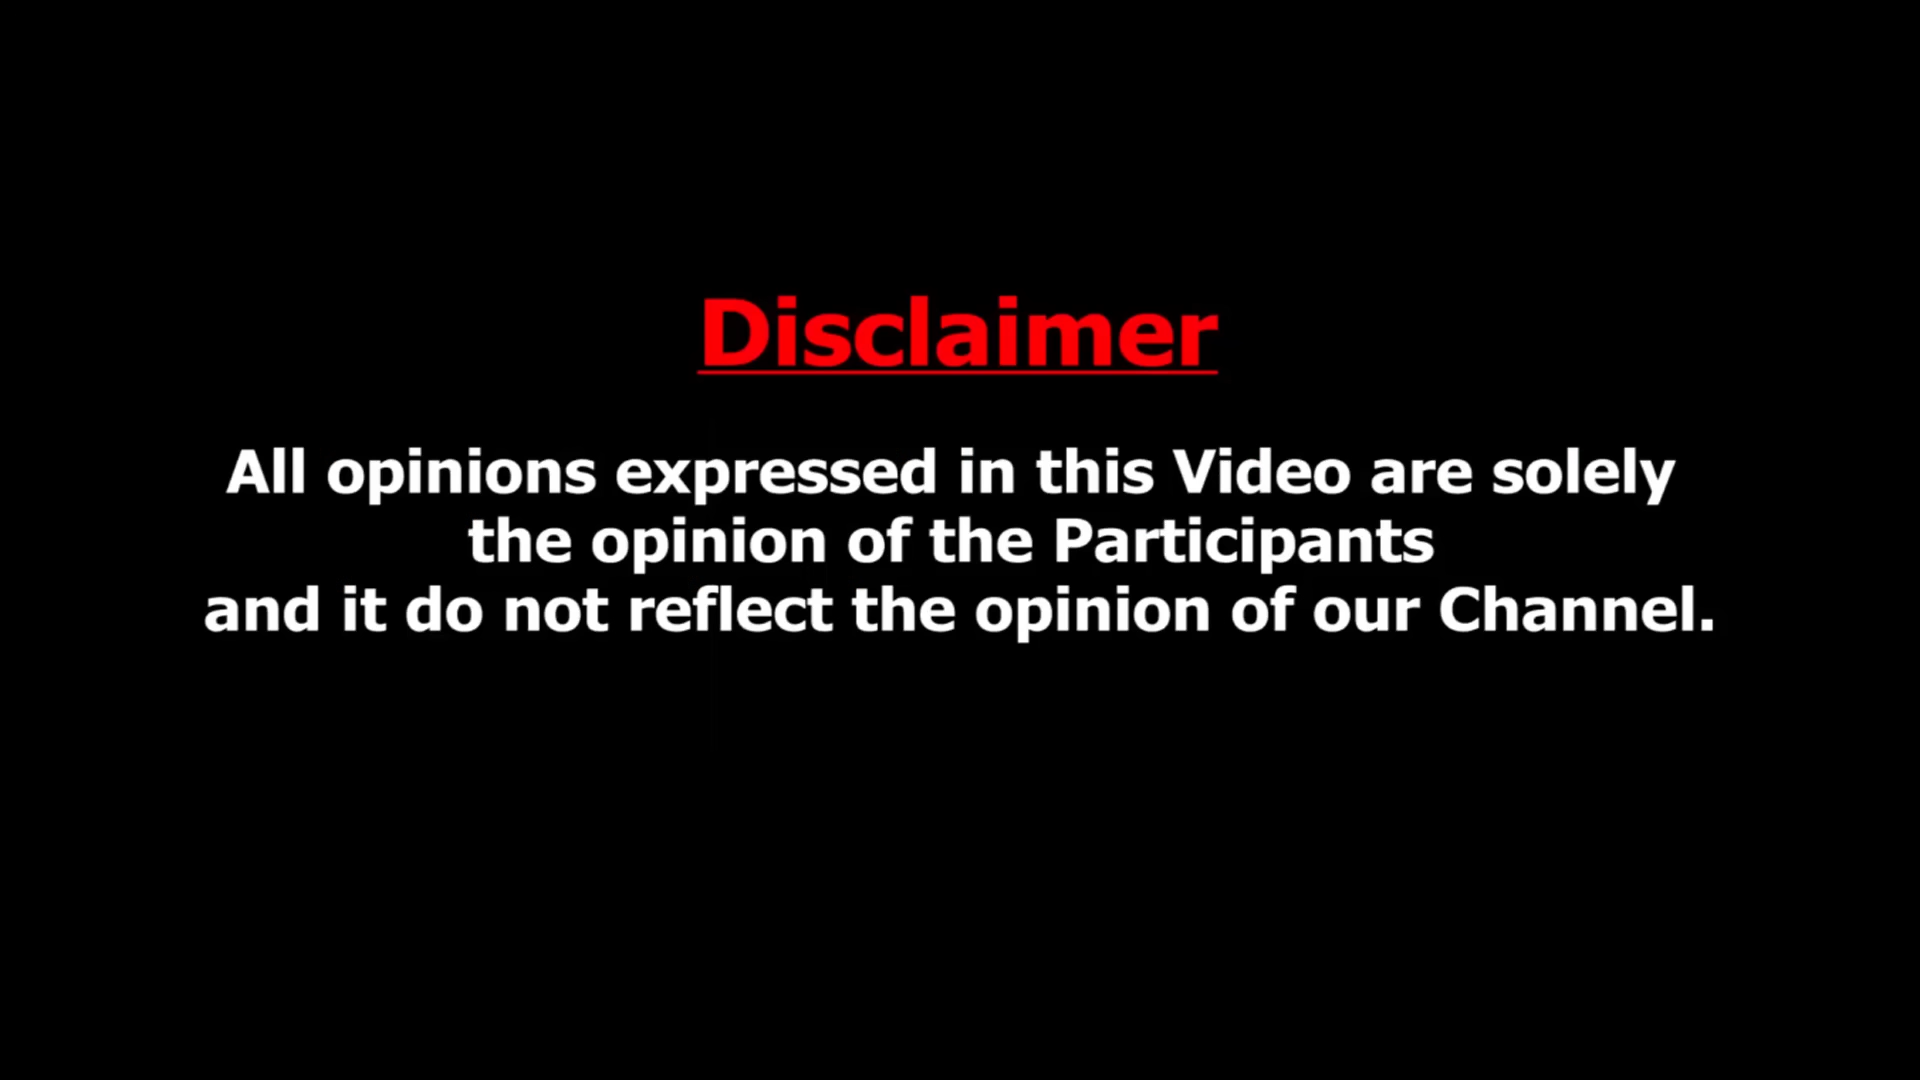 Disclaimer
All opinions expressed in this Video are solely
the opinion of the Participants
and it do not reflect the opinion of our Channel.